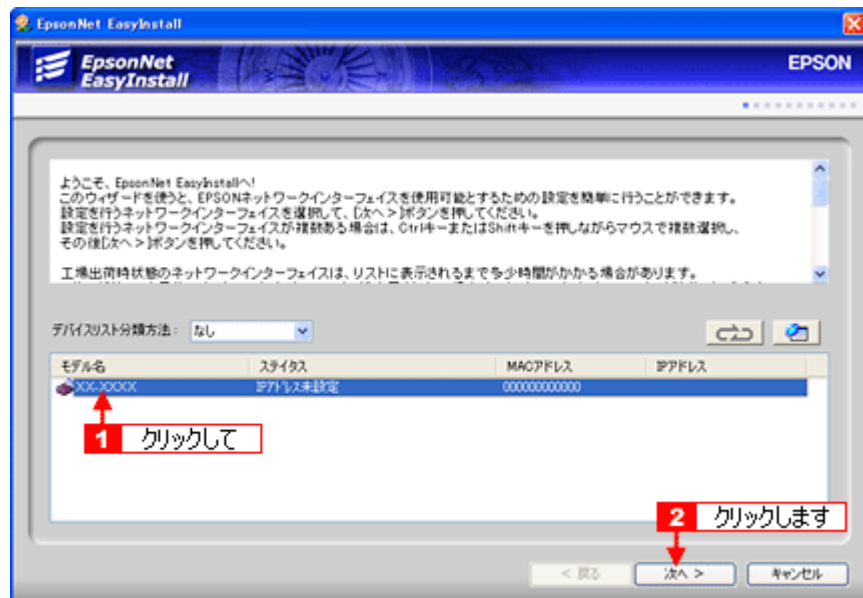 EpsonNet EasyInstall
EpsonNet
EasyInstall
EPSON
ようこそ、EpsonNet EasyInstallへ!
このウィザードを使うと、EPSONネットワークインターフェイスを使用可能とするための設定を簡単に行うことができます。
設定を行うネットワークインターフェイスを選択して、[次へ >]ボタンを押してください。
設定を行うネットワークインターフェイスが複数ある場合は、CtrlキーまたはShiftキーを押しながらマウスで複数選択し、
その後[次へ >]ボタンを押してください。
工場出荷時状態のネットワークインターフェイスは、リストに表示されるまで多少時間がかかる場合があります。
デバイスリスト分類方法: なし
モデル名 ステイタス MACアドレス IPアドレス
XX-XXXX IPアドレス未設定 000000000000
1 クリックして
2 クリックします
< 戻る 次へ > キャンセル